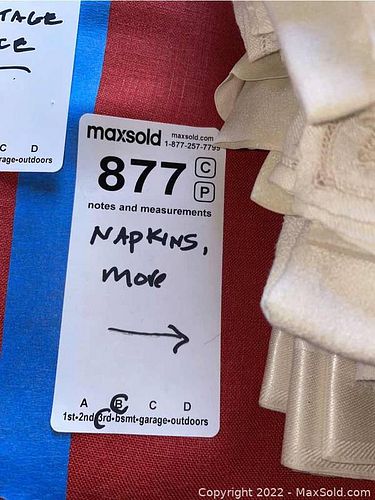 TAGE
CE
C D
rage-outdoors
maxsold maxsold.com
1-877-257-7799
877 C
P
notes and measurements
NAPKINS,
more
A B C D
1st-2nd-3rd-bsmt-garage-outdoors
Copyright © 2022 - MaxSold.com